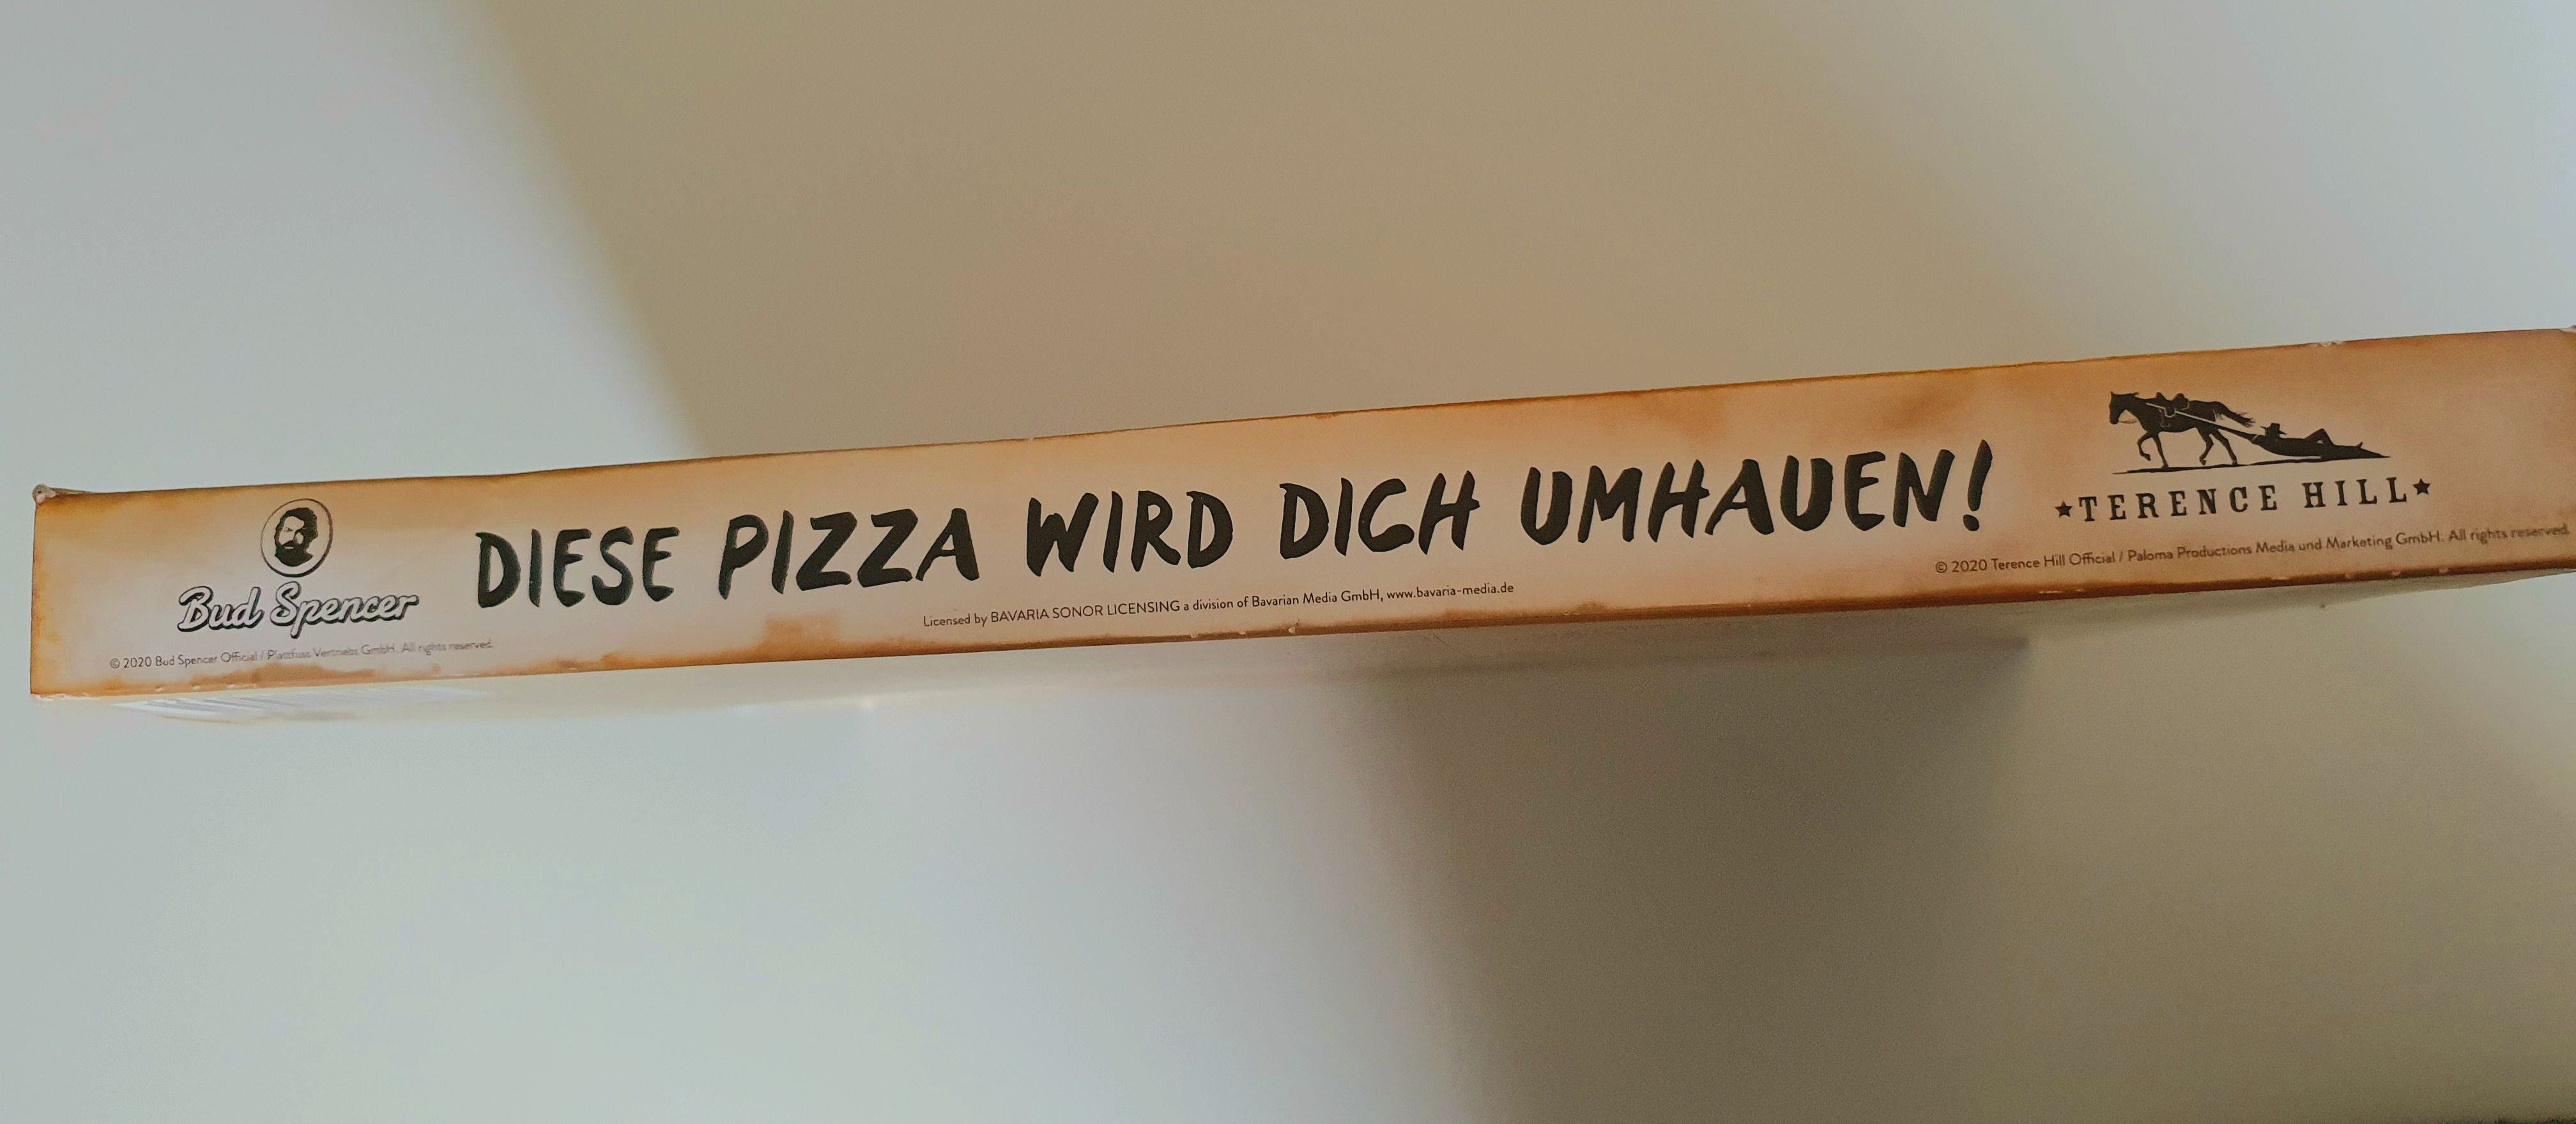 Bud Spencer
© 2020 Bud Spencer Official / Plattfuss Vertriebs GmbH. All rights reserved.
DIESE PIZZA WIRD DICH UMHAUEN!
Licensed by BAVARIA SONOR LICENSING a division of Bavarian Media GmbH, www.bavaria-media.de
★TERENCE HILL★
© 2020 Terence Hill Official / Paloma Productions Media und Marketing GmbH. All rights reserved.